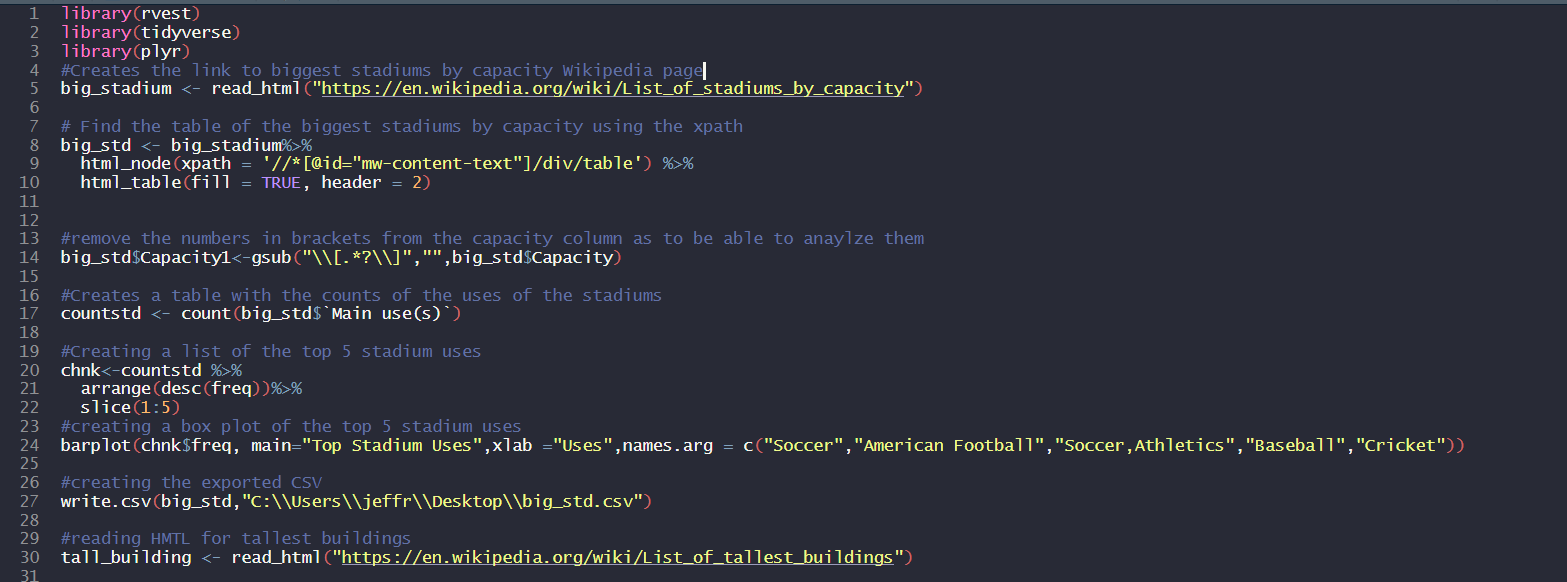 1 library(rvest)
2 library(tidyverse)
3 library(plyr)
4 #Creates the link to biggest stadiums by capacity Wikipedia page
5 big_stadium <- read_html("https://en.wikipedia.org/wiki/List_of_stadiums_by_capacity")
6
7 # Find the table of the biggest stadiums by capacity using the xpath
8 big_std <- big_stadium%>%
9   html_node(xpath = '//*[@id="mw-content-text"]/div/table') %>%
10   html_table(fill = TRUE, header = 2)
11
12
13 #remove the numbers in brackets from the capacity column as to be able to anaylze them
14 big_std$Capacity1<-gsub("\\[.*?\\]","",big_std$Capacity)
15
16 #Creates a table with the counts of the uses of the stadiums
17 countstd <- count(big_std$`Main use(s)`)
18
19 #Creating a list of the top 5 stadium uses
20 chnk<-countstd %>%
21   arrange(desc(freq))%>%
22   slice(1:5)
23 #creating a box plot of the top 5 stadium uses
24 barplot(chnk$freq, main="Top Stadium Uses",xlab ="Uses",names.arg = c("Soccer","American Football","Soccer,Athletics","Baseball","Cricket"))
25
26 #creating the exported CSV
27 write.csv(big_std,"C:\\Users\\jeffr\\Desktop\\big_std.csv")
28
29 #reading HMTL for tallest buildings
30 tall_building <- read_html("https://en.wikipedia.org/wiki/List_of_tallest_buildings")
31